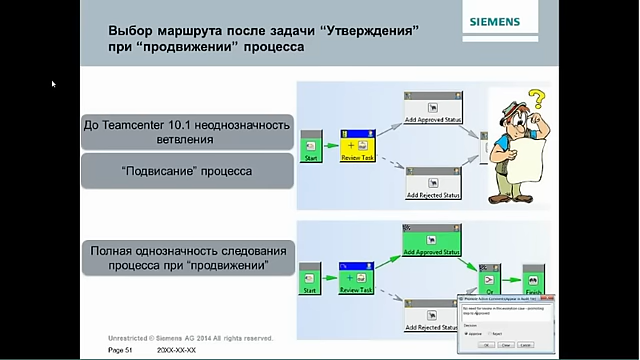 Выбор маршрута после задачи “Утверждения”
при “продвижении” процесса
SIEMENS
До Teamcenter 10.1 неоднозначность
ветвления
“Подвисание” процесса
Start
Review Task
Add Approved Status
Add Rejected Status
?
Полная однозначность следования
процесса при “продвижении”
Start
Review Task
Add Approved Status
Add Rejected Status
Or
Finish
Decision
Approve
Reject
OK
Clear
Cancel
Unrestricted © Siemens AG 2014 All rights reserved.
Page 51
20XX-XX-XX